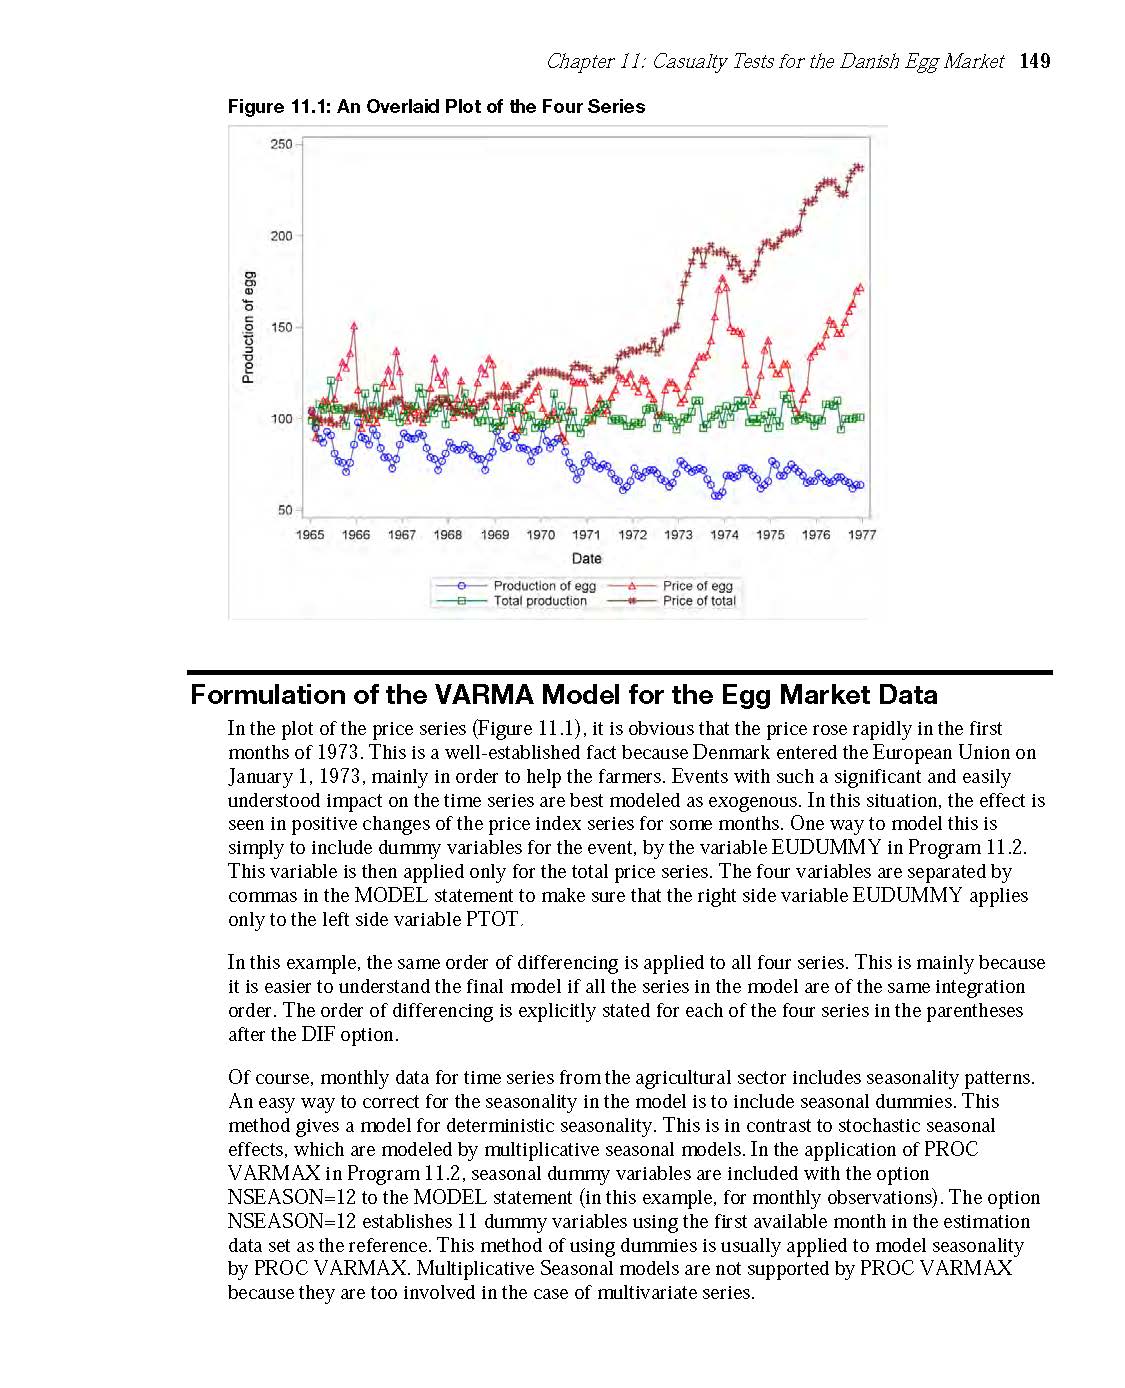 Chapter 11: Casualty Tests for the Danish Egg Market 149
Figure 11.1: An Overlaid Plot of the Four Series
250
200
150
100
50
Production of egg
1965 1966 1967 1968 1969 1970 1971 1972 1973 1974 1975 1976 1977
Date
Production of egg Price of egg
Total production Price of total
Formulation of the VARMA Model for the Egg Market Data
In the plot of the price series (Figure 11.1), it is obvious that the price rose rapidly in the first
months of 1973. This is a well-established fact because Denmark entered the European Union on
January 1, 1973, mainly in order to help the farmers. Events with such a significant and easily
understood impact on the time series are best modeled as exogenous. In this situation, the effect is
seen in positive changes of the price index series for some months. One way to model this is
simply to include dummy variables for the event, by the variable EUDUMMY in Program 11.2.
This variable is then applied only for the total price series. The four variables are separated by
commas in the MODEL statement to make sure that the right side variable EUDUMMY applies
only to the left side variable PTOT.
In this example, the same order of differencing is applied to all four series. This is mainly because
it is easier to understand the final model if all the series in the model are of the same integration
order. The order of differencing is explicitly stated for each of the four series in the parentheses
after the DIF option.
Of course, monthly data for time series from the agricultural sector includes seasonality patterns.
An easy way to correct for the seasonality in the model is to include seasonal dummies. This
method gives a model for deterministic seasonality. This is in contrast to stochastic seasonal
effects, which are modeled by multiplicative seasonal models. In the application of PROC
VARMAX in Program 11.2, seasonal dummy variables are included with the option
NSEASON=12 to the MODEL statement (in this example, for monthly observations). The option
NSEASON=12 establishes 11 dummy variables using the first available month in the estimation
data set as the reference. This method of using dummies is usually applied to model seasonality
by PROC VARMAX. Multiplicative Seasonal models are not supported by PROC VARMAX
because they are too involved in the case of multivariate series.